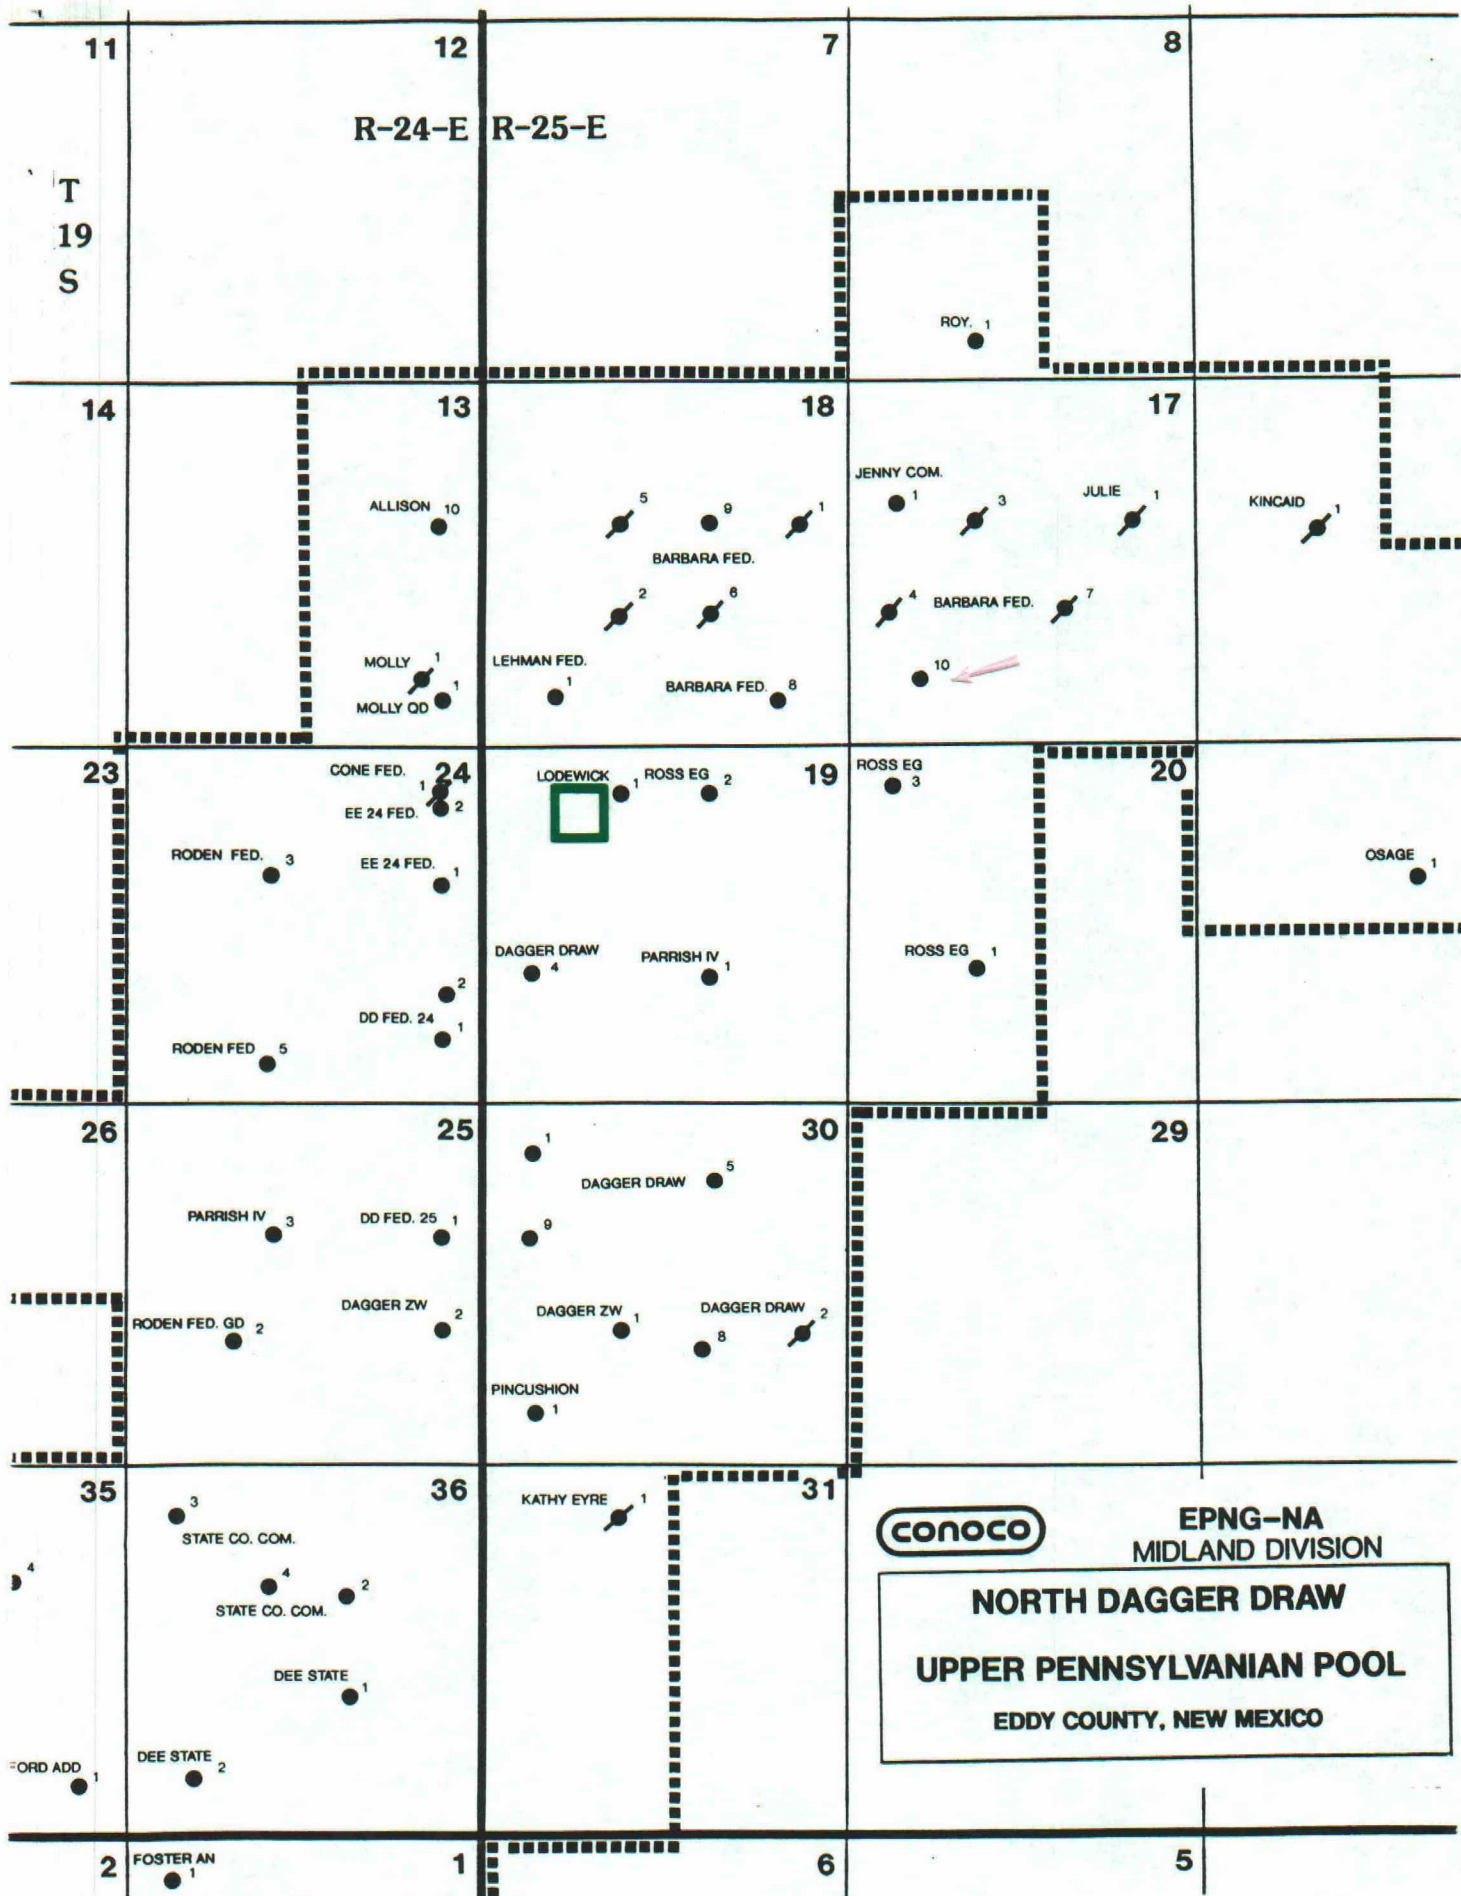 11 12 7 8
R-24-E R-25-E
T
19
S
ROY. 1
14 13 18 17
JENNY COM.
1
ALLISON 10
5 9 1 3
JULIE 1
KINCAID 1
BARBARA FED.
2 6 4
BARBARA FED. 7
MOLLY 1
LEHMAN FED.
1
10
MOLLY QD 1
BARBARA FED. 8
23 24 19 20
CONE FED.
1
LODEWICK 1
ROSS EG 2
ROSS EG
3
EE 24 FED. 2
RODEN FED. 3
EE 24 FED. 1
OSAGE 1
DAGGER DRAW
4
PARRISH IV 1
ROSS EG 1
2
DD FED. 24 1
RODEN FED 5
26 25 30 29
1
DAGGER DRAW 5
PARRISH IV 3
DD FED. 25 1
9
DAGGER ZW 2
DAGGER ZW 1
DAGGER DRAW 2
RODEN FED. GD 2
8
PINCUSHION
1
35 36 31
3
STATE CO. COM.
KATHY EYRE 1
4
4
STATE CO. COM. 2
DEE STATE
1
FORD ADD 1
DEE STATE 2
conoco
EPNG-NA
MIDLAND DIVISION
NORTH DAGGER DRAW
UPPER PENNSYLVANIAN POOL
EDDY COUNTY, NEW MEXICO
2 1 6 5
FOSTER AN
1